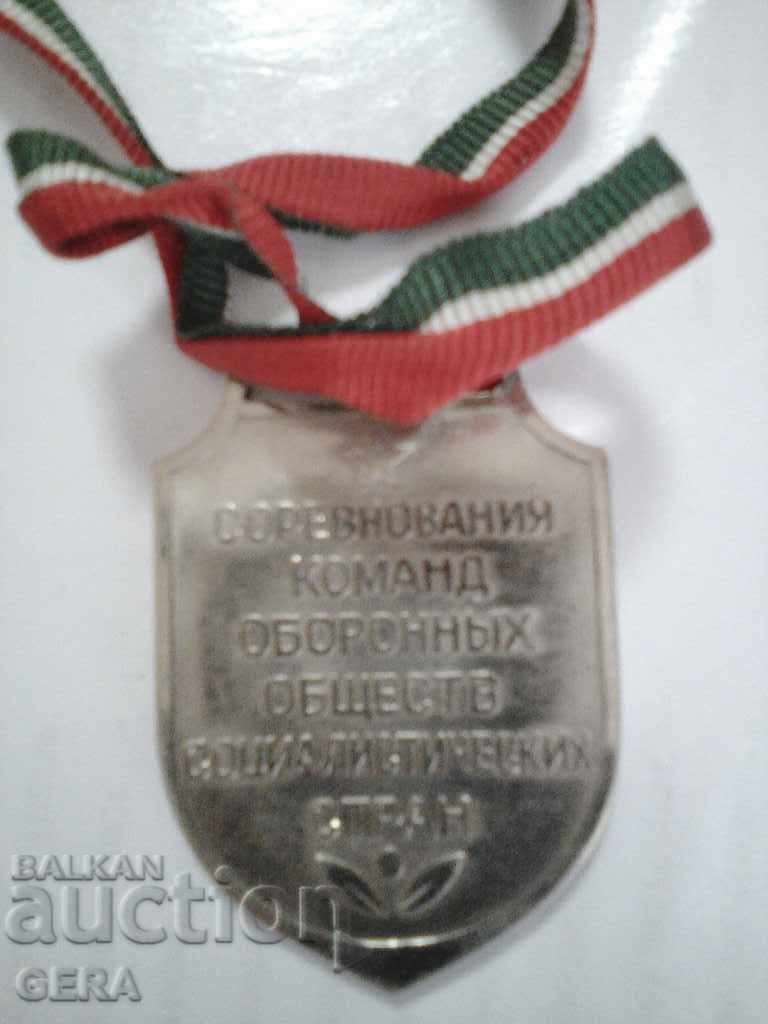 СОРЕВНОВАНИЯ
КОМАНД
ОБОРОННЫХ
ОБЩЕСТВ
СОЦИАЛИСТИЧЕСКИХ
СТРАН
BALKAN
auction
GERA